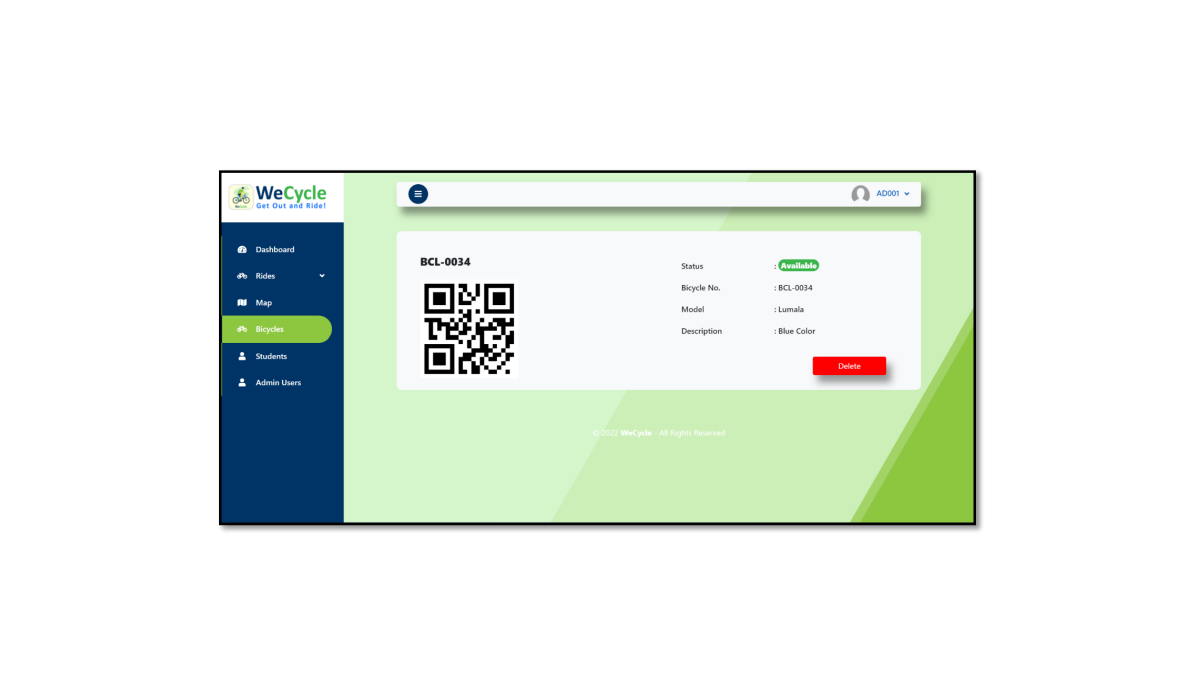 WeCycle
Get Out and Ride!
AD001
Dashboard
Rides
Map
Bicycles
Students
Admin Users
BCL-0034
Status : Available
Bicycle No. : BCL-0034
Model : Lumala
Description : Blue Color
Delete
© 2022 WeCycle - All Rights Reserved